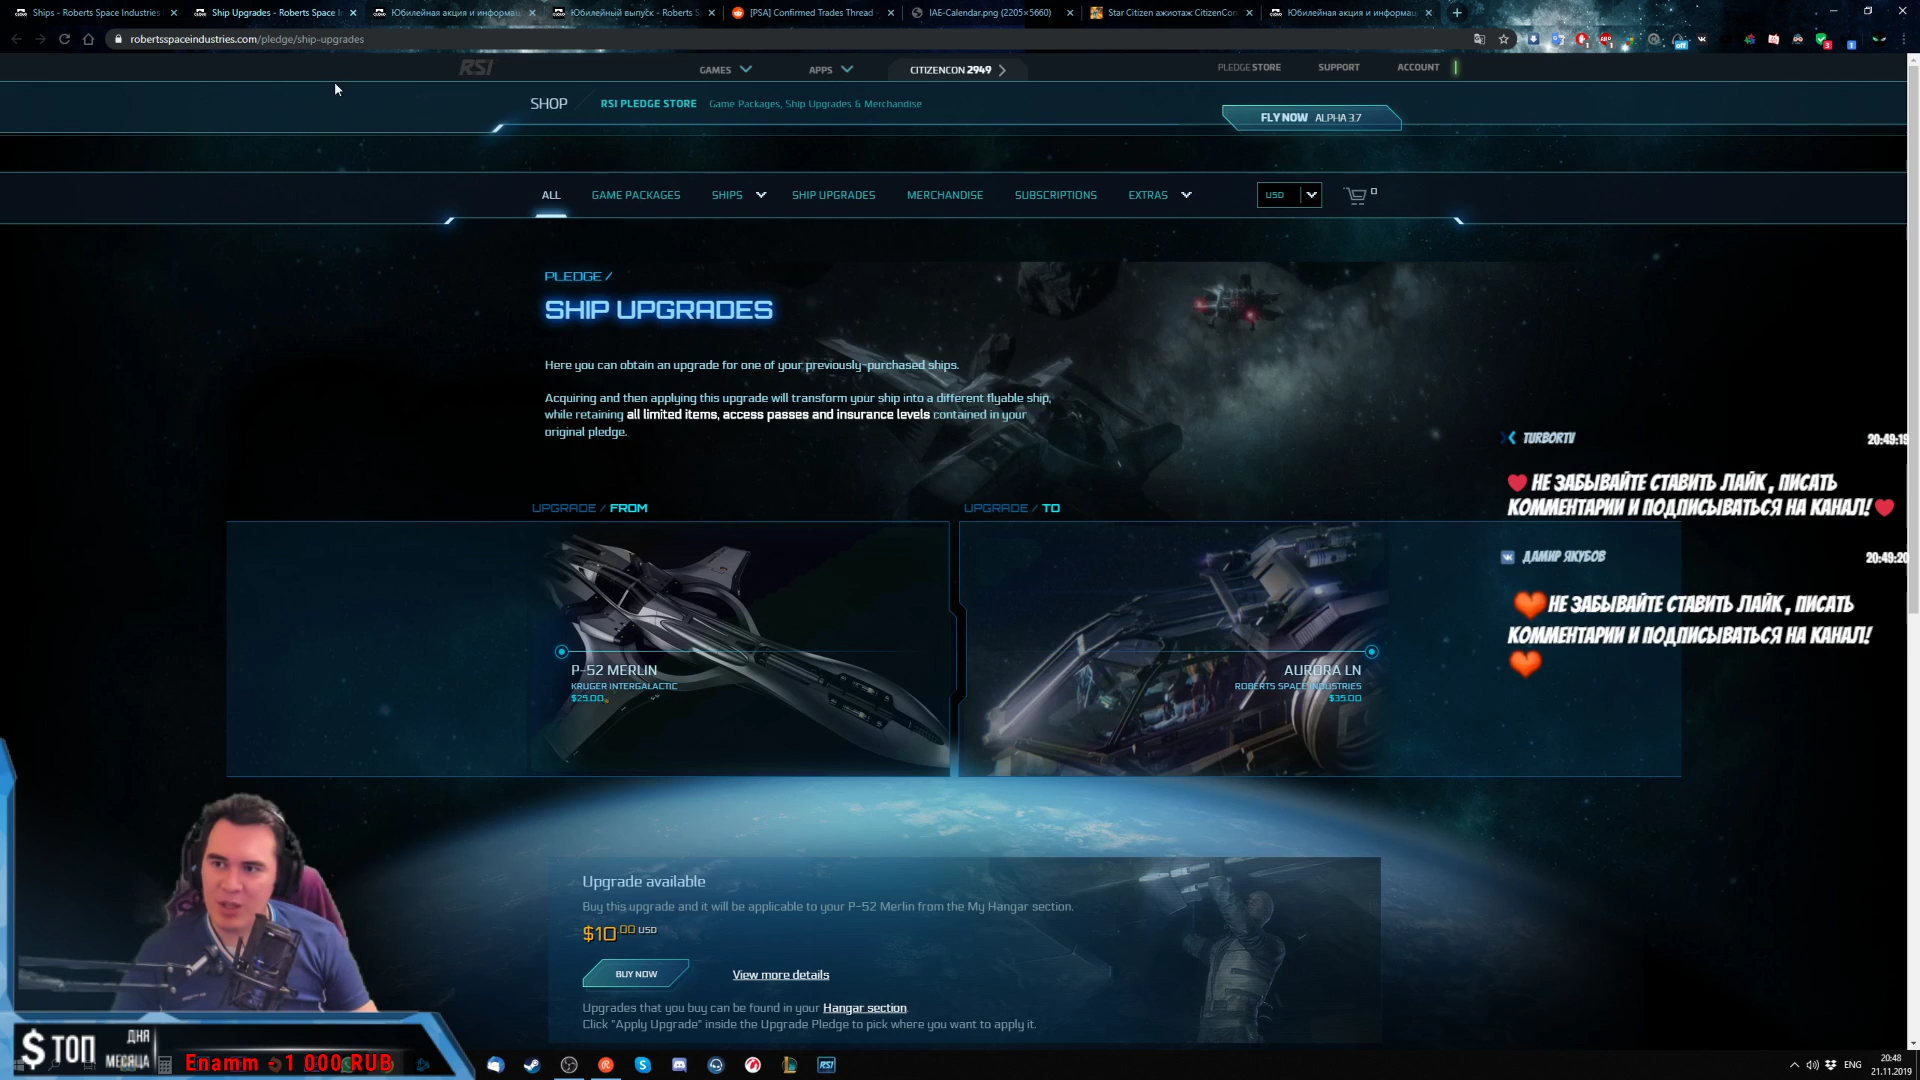 Ships - Roberts Space Industries
Ship Upgrades - Roberts Space I
Юбилейная акция и информац
Юбилейный выпуск - Roberts S
[PSA] Confirmed Trades Thread
IAE-Calendar.png (2205×5660)
Star Citizen ажиотаж CitizenCon
Юбилейная акция и информац
robertsspaceindustries.com/pledge/ship-upgrades
RSI
GAMES
APPS
CITIZENCON 2949
PLEDGE STORE
SUPPORT
ACCOUNT
SHOP
RSI PLEDGE STORE
Game Packages, Ship Upgrades & Merchandise
FLY NOW ALPHA 3.7
ALL
GAME PACKAGES
SHIPS
SHIP UPGRADES
MERCHANDISE
SUBSCRIPTIONS
EXTRAS
USD
0
PLEDGE /
SHIP UPGRADES
Here you can obtain an upgrade for one of your previously-purchased ships.
Acquiring and then applying this upgrade will transform your ship into a different flyable ship,
while retaining all limited items, access passes and insurance levels contained in your
original pledge.
UPGRADE / FROM
UPGRADE / TO
P-52 MERLIN
KRUGER INTERGALACTIC
$25.00
AURORA LN
ROBERTS SPACE INDUSTRIES
$35.00
TURBORTV
20:49:19
НЕ ЗАБЫВАЙТЕ СТАВИТЬ ЛАЙК , ПИСАТЬ
КОММЕНТАРИИ И ПОДПИСЫВАТЬСЯ НА КАНАЛ!
ДАМИР ЯКУБОВ
20:49:20
НЕ ЗАБЫВАЙТЕ СТАВИТЬ ЛАЙК , ПИСАТЬ
КОММЕНТАРИИ И ПОДПИСЫВАТЬСЯ НА КАНАЛ!
Upgrade available
Buy this upgrade and it will be applicable to your P-52 Merlin from the My Hangar section.
$10.00 USD
BUY NOW
View more details
Upgrades that you buy can be found in your Hangar section.
Click "Apply Upgrade" inside the Upgrade Pledge to pick where you want to apply it.
$ ТОП
ДНЯ
МЕСЯЦА
Enamm - 1 000 RUB
RSI
ENG
20:48
21.11.2019